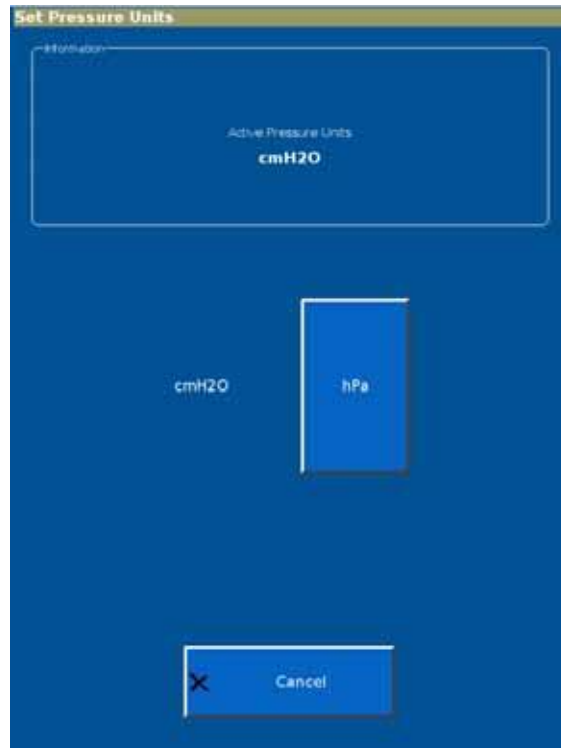 Set Pressure Units
Information
Active Pressure Units
cmH2O
cmH2O
hPa
Cancel